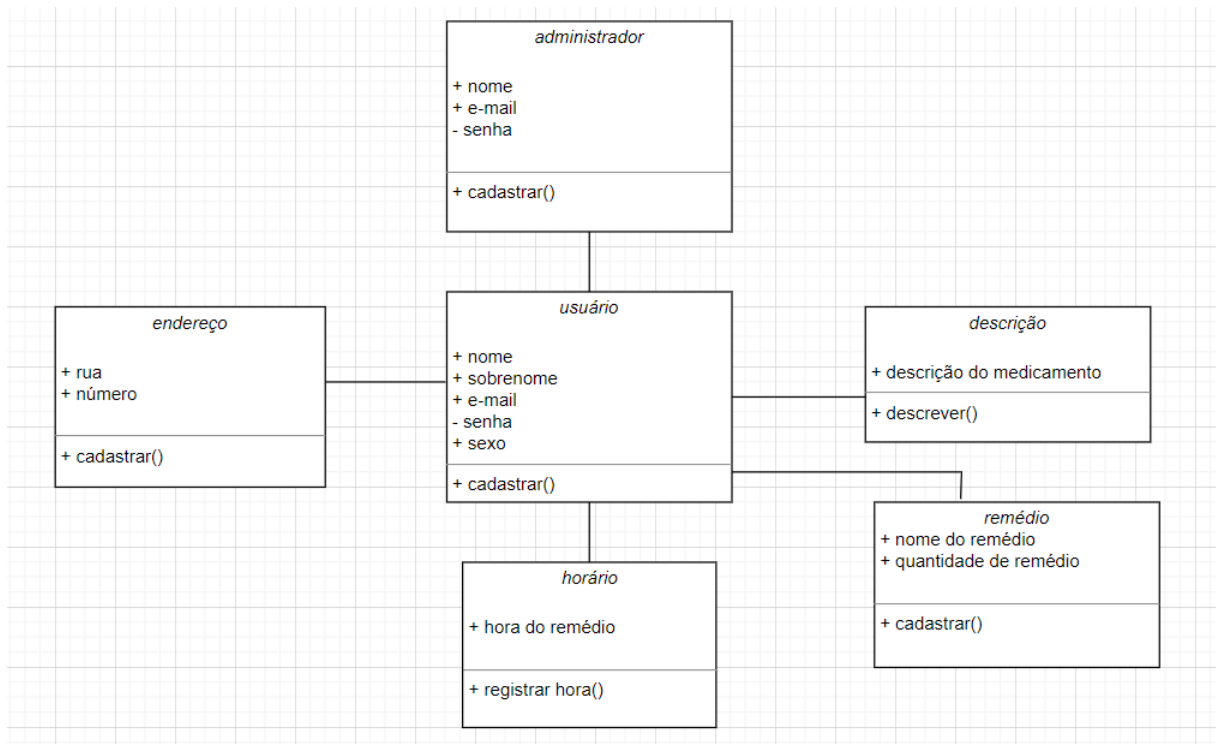 administrador
+ nome
+ e-mail
- senha
+ cadastrar()
endereço
+ rua
+ número
+ cadastrar()
usuário
+ nome
+ sobrenome
+ e-mail
- senha
+ sexo
+ cadastrar()
descrição
+ descrição do medicamento
+ descrever()
remédio
+ nome do remédio
+ quantidade de remédio
+ cadastrar()
horário
+ hora do remédio
+ registrar hora()